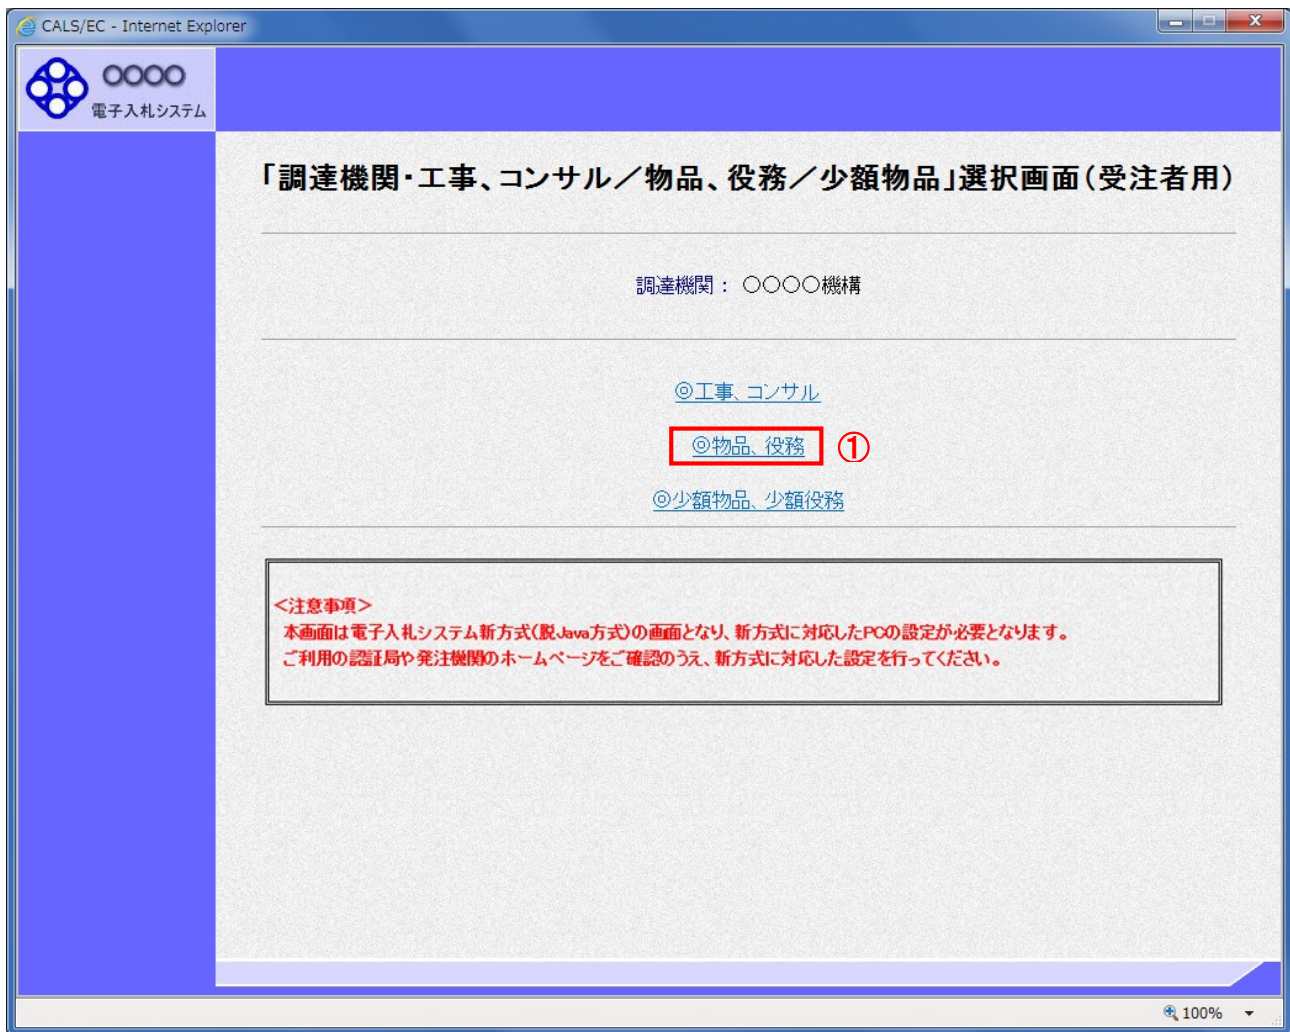 CALS/EC - Internet Explorer
○○○○
電子入札システム
「調達機関・工事、コンサル／物品、役務／少額物品」選択画面（受注者用）
調達機関： ○○○○機構
◎工事、コンサル
◎物品、役務 ①
◎少額物品、少額役務
＜注意事項＞
本画面は電子入札システム新方式（脱Java方式）の画面となり、新方式に対応したPCの設定が必要となります。
ご利用の認証局や発注機関のホームページをご確認のうえ、新方式に対応した設定を行ってください。
100%